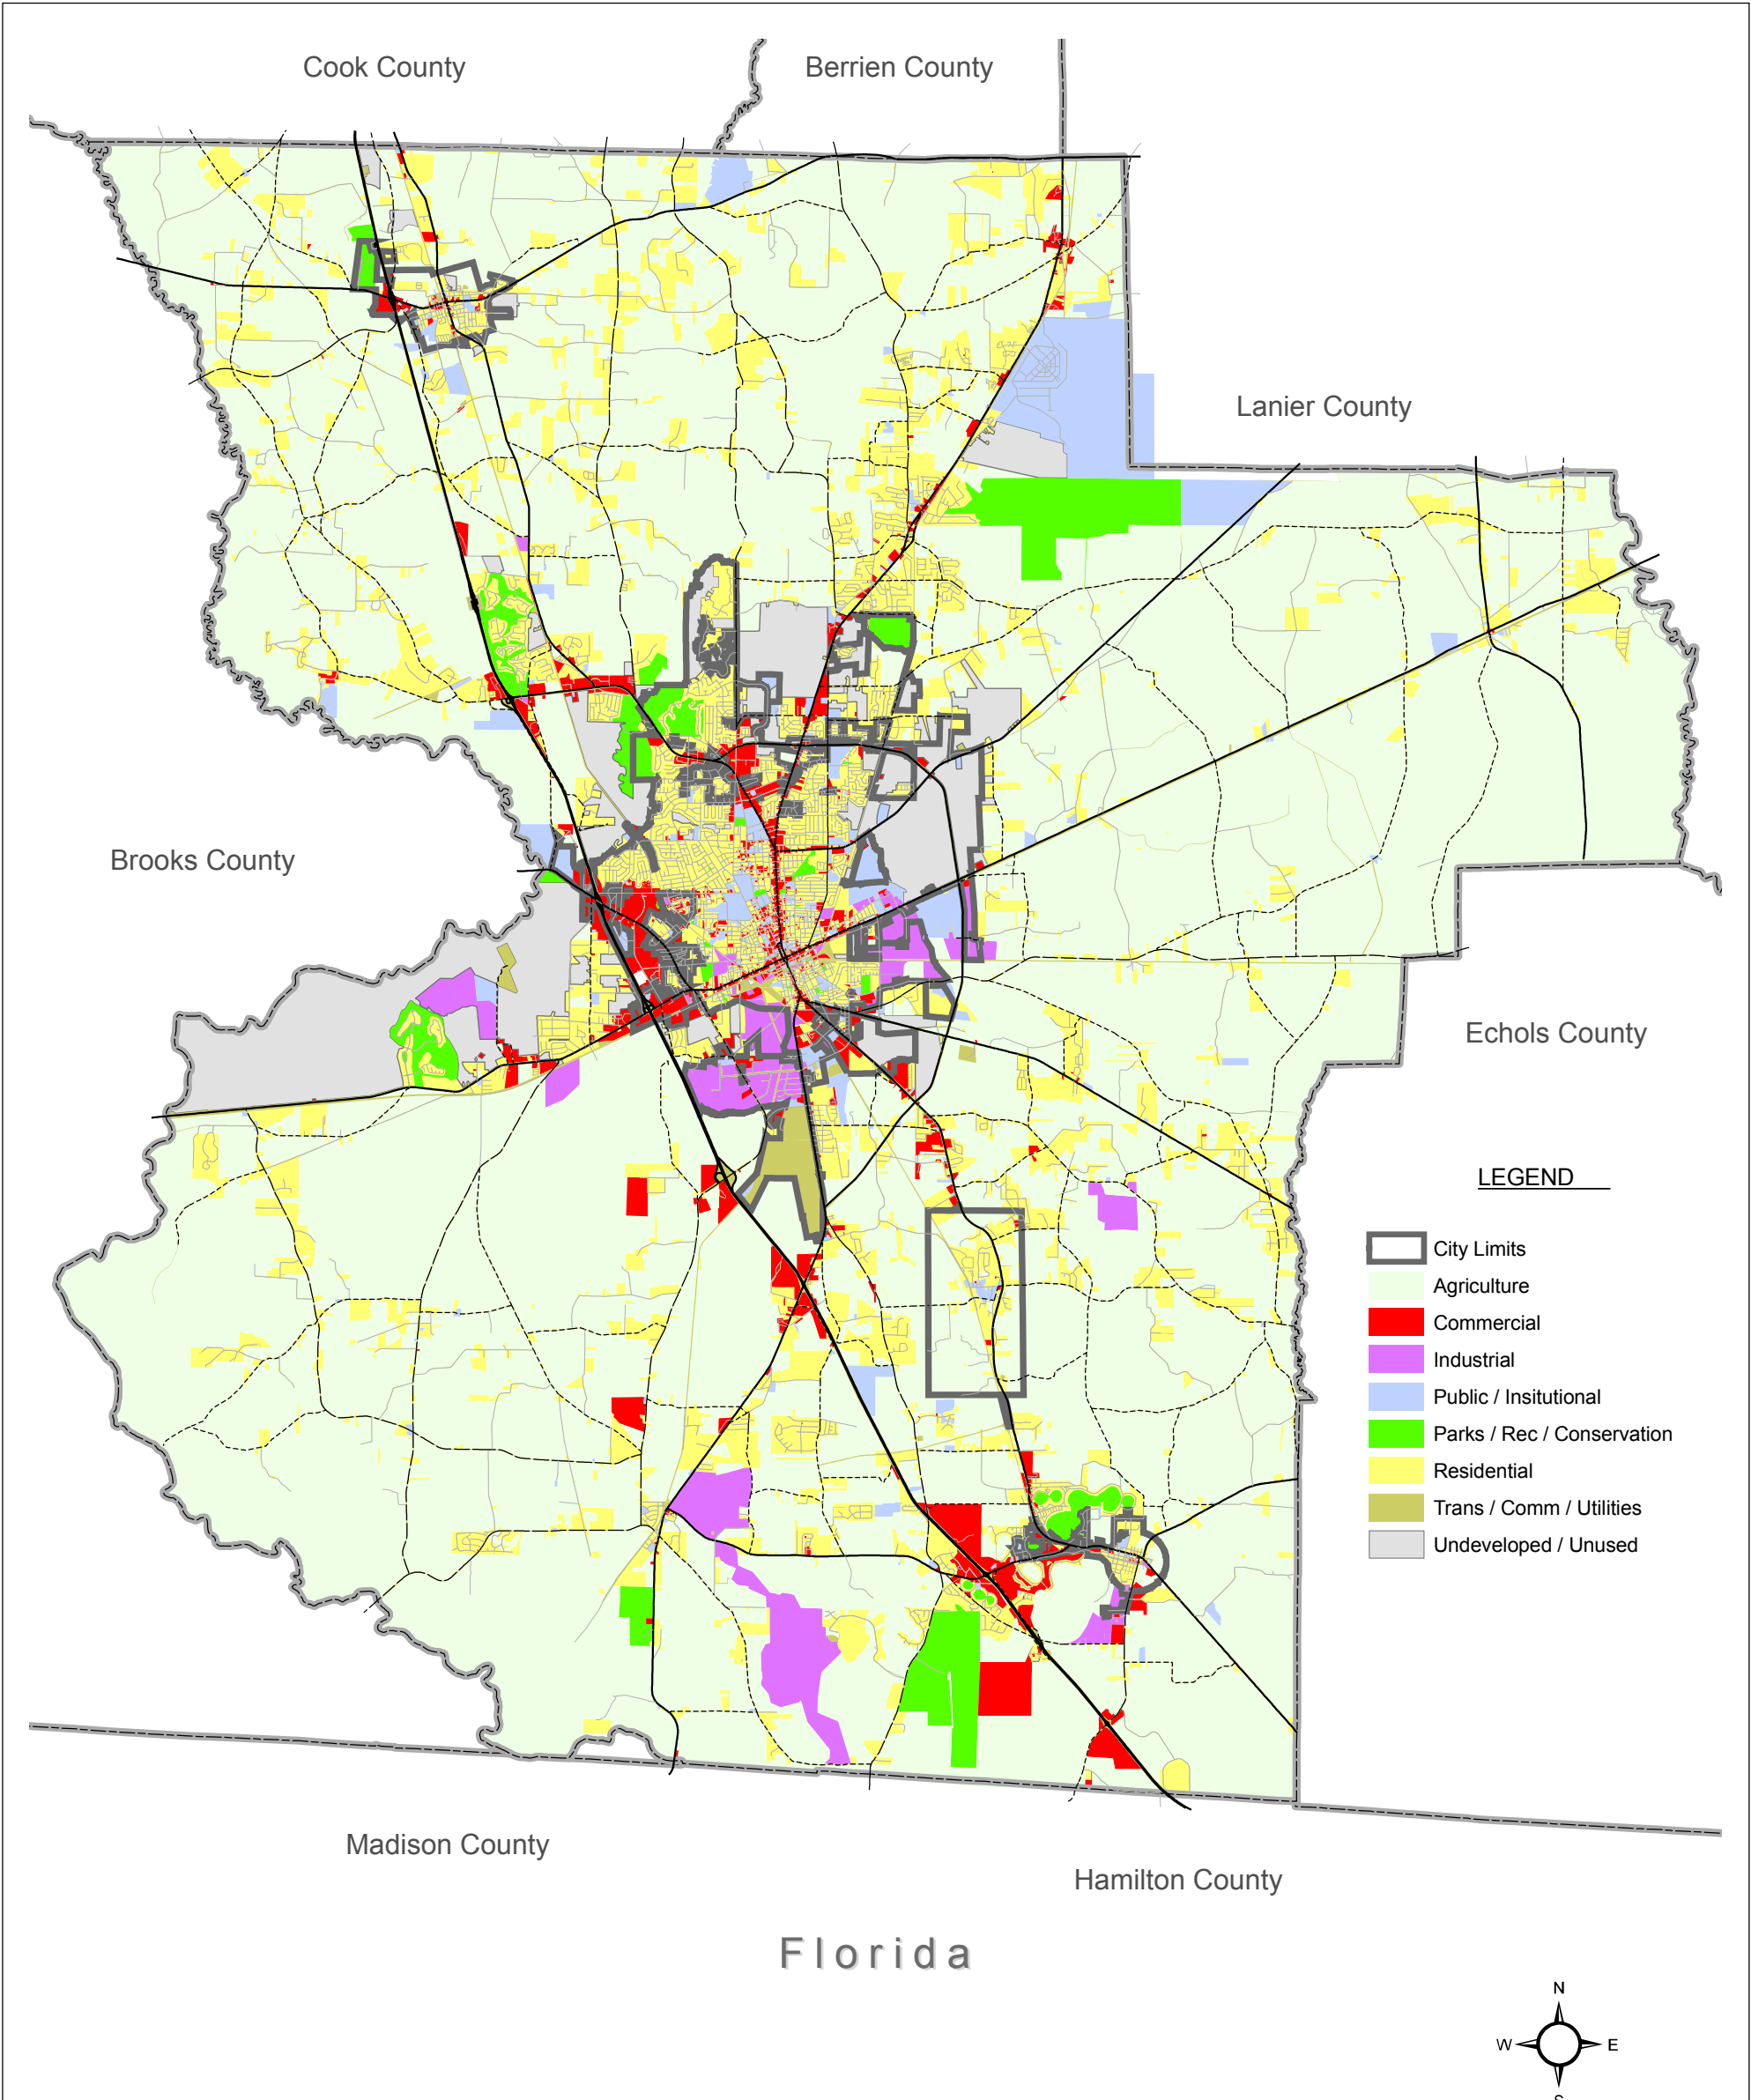 Cook County
Berrien County
Lanier County
Brooks County
Echols County
LEGEND
City Limits
Agriculture
Commercial
Industrial
Public / Insitutional
Parks / Rec / Conservation
Residential
Trans / Comm / Utilities
Undeveloped / Unused
Madison County
Hamilton County
Florida
N
W E
S